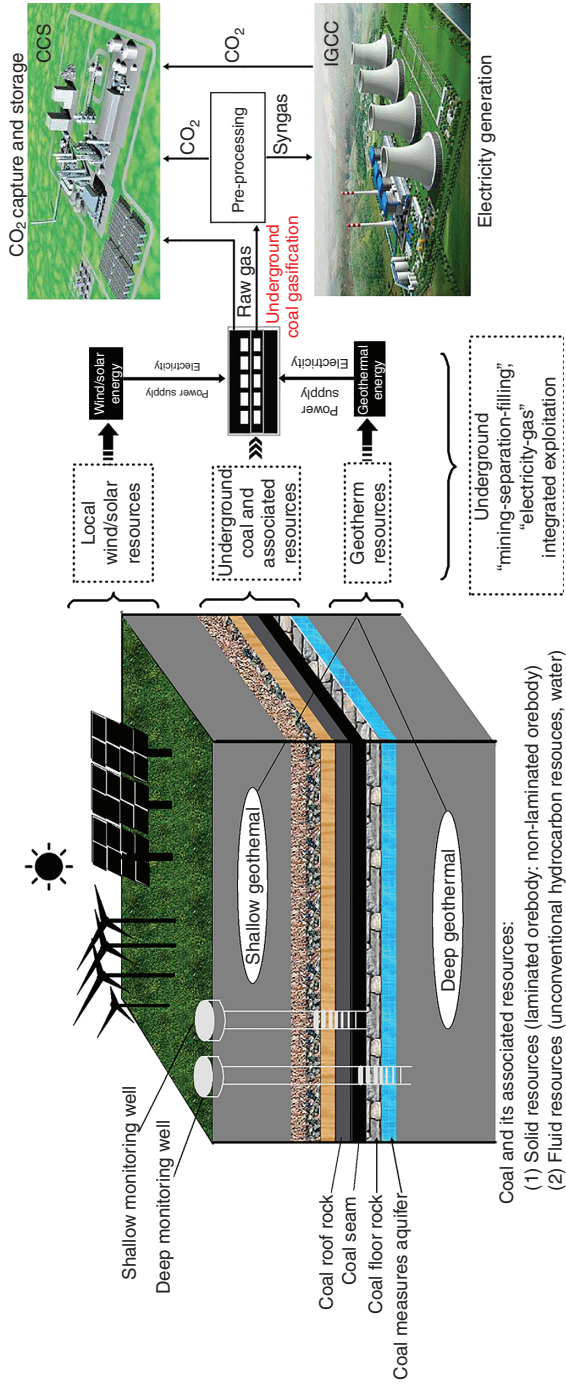 Shallow monitoring well
Deep monitoring well
Coal roof rock
Coal seam
Coal floor rock
Coal measures aquifer
Shallow geothemal
Deep geothermal
Coal and its associated resources:
(1) Solid resources (laminated orebody: non-laminated orebody)
(2) Fluid resources (unconventional hydrocarbon resouces, water)
Local
wind/solar
resources
Underground
coal and
associated
resources
Geotherm
resources
Wind/solar
energy
Power supply
Electricity
Power
supply
Electricity
Geothermal
energy
Underground
“mining-separation-filling;
“electricity-gas”
integrated exploitation
Raw gas
Underground
coal gasification
Pre-processing
CO2
Syngas
CO2
CO2 capture and storage
CCS
IGCC
Electricity generation